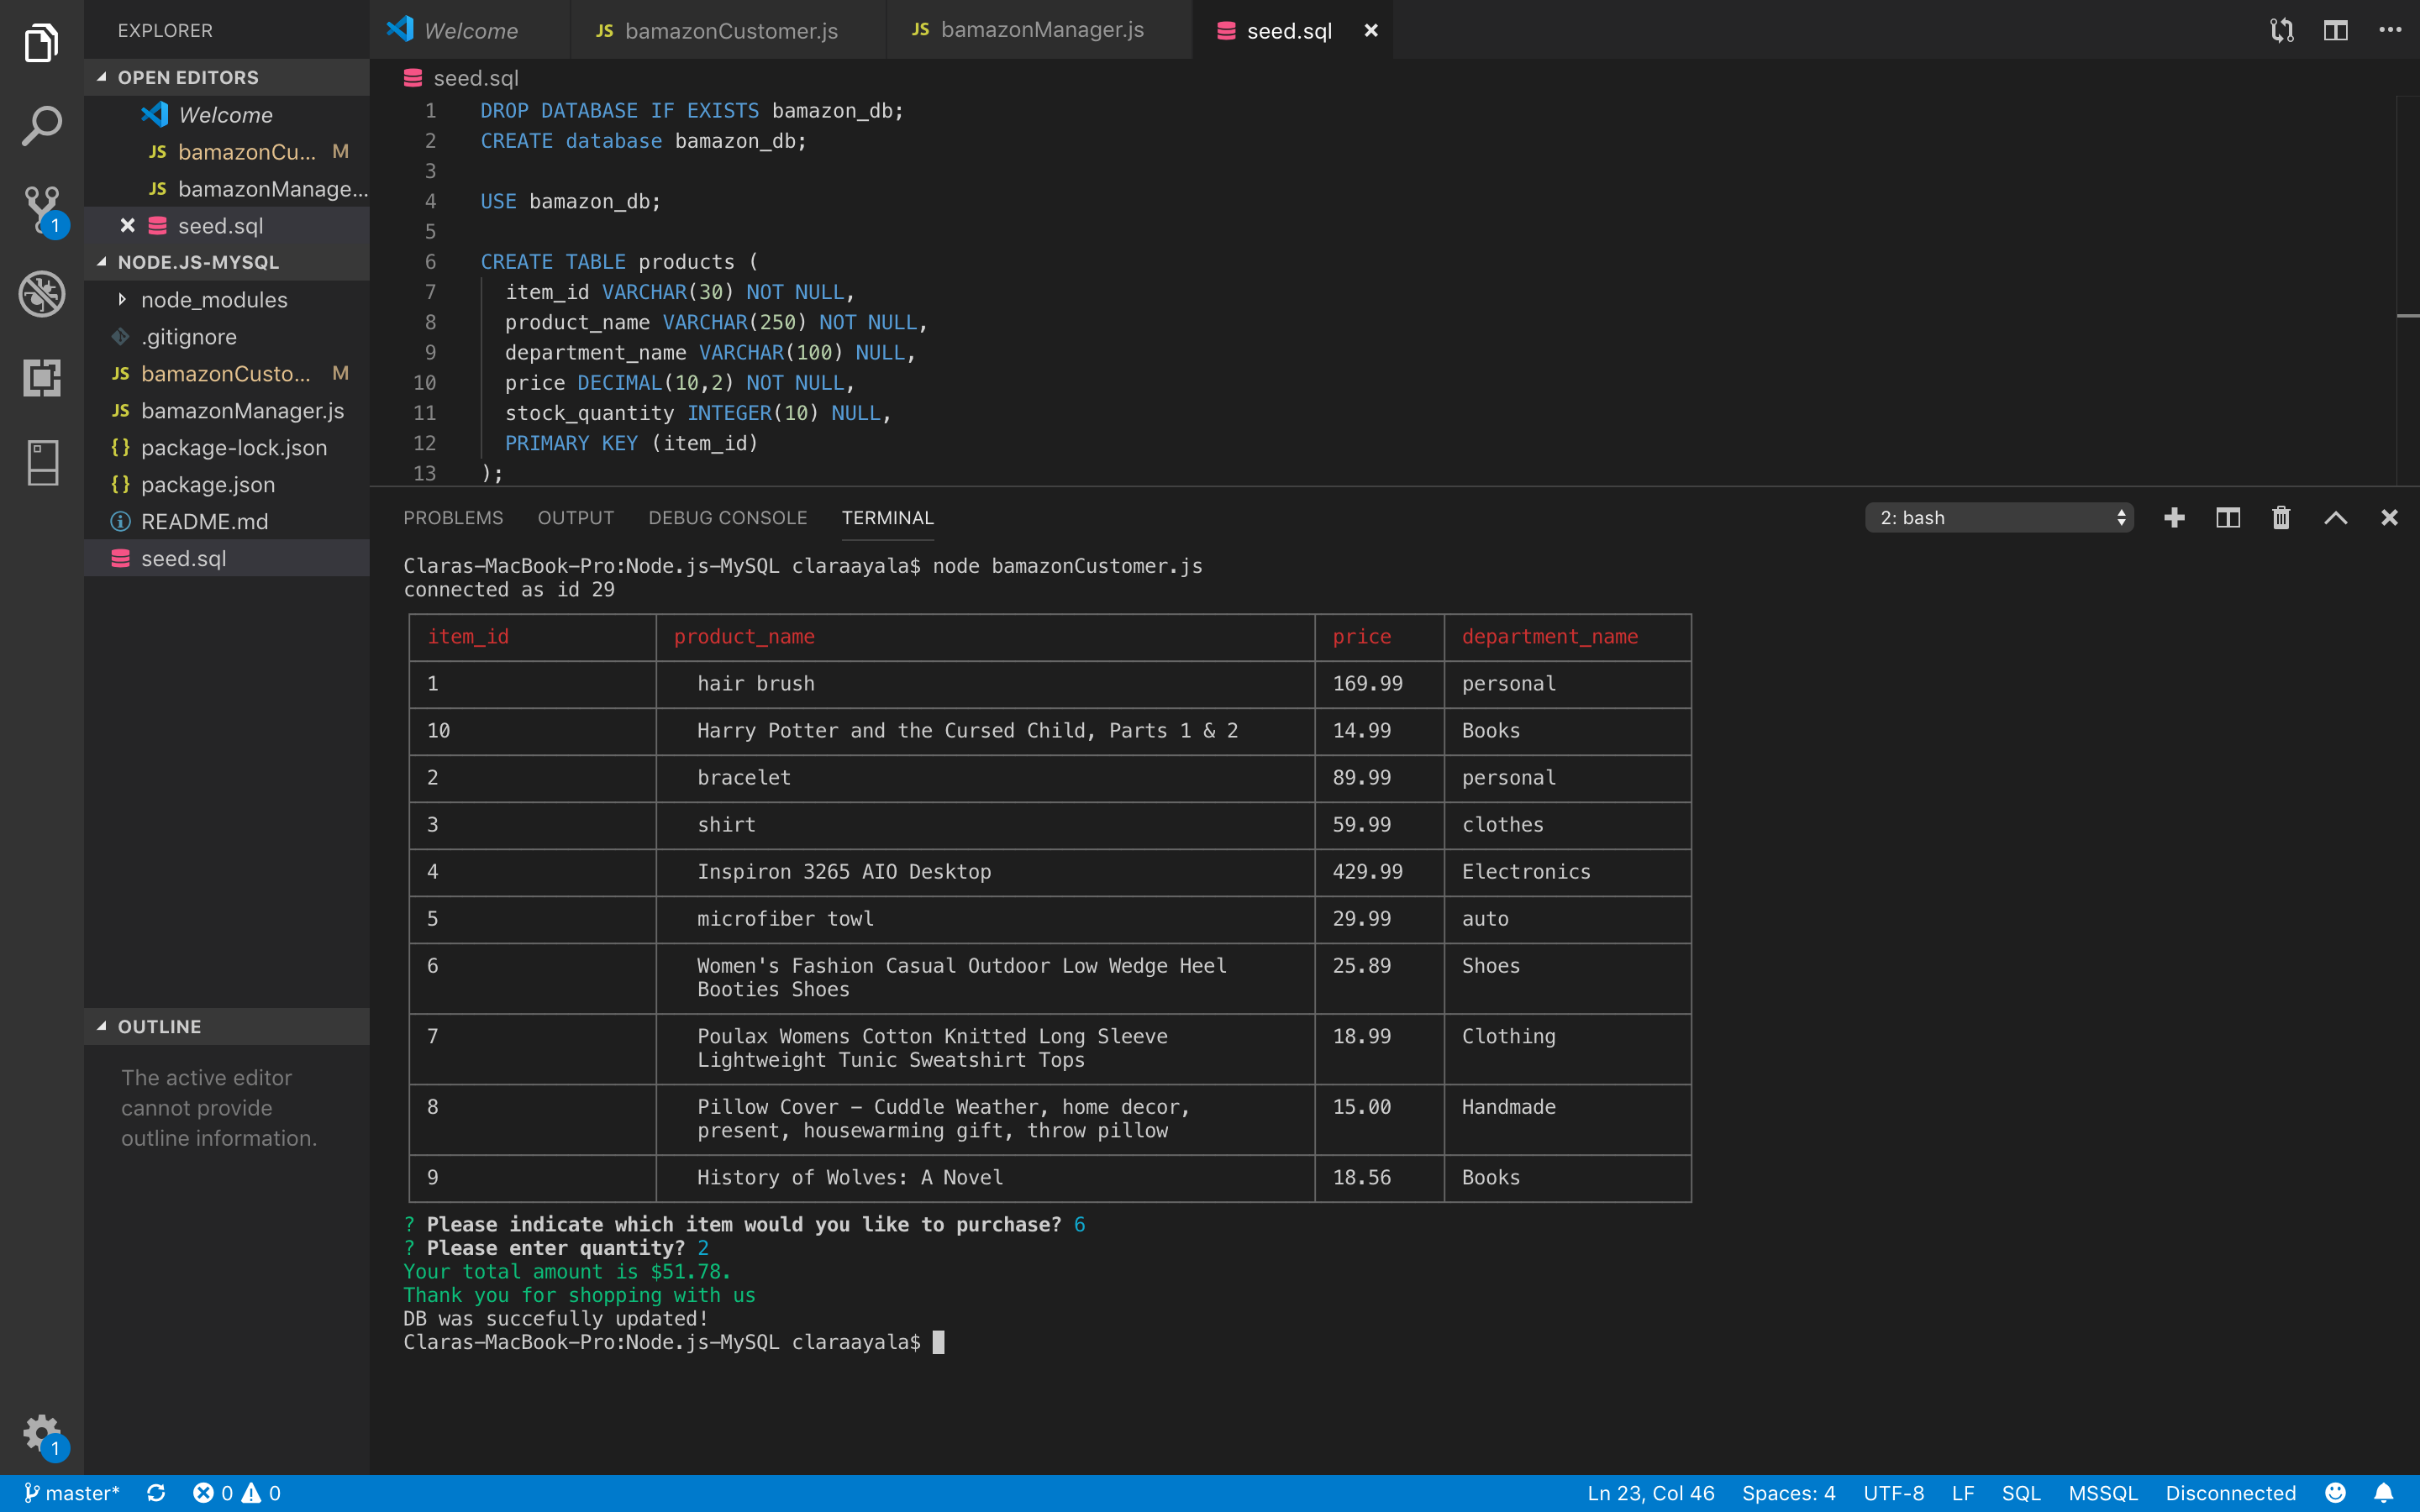 EXPLORER
OPEN EDITORS
Welcome
JS bamazonCu... M
JS bamazonManage...
seed.sql
1
NODE.JS-MYSQL
node_modules
.gitignore
JS bamazonCusto... M
JS bamazonManager.js
{} package-lock.json
{} package.json
README.md
seed.sql
OUTLINE
The active editor
cannot provide
outline information.
1
Welcome JS bamazonCustomer.js JS bamazonManager.js seed.sql
seed.sql
1 DROP DATABASE IF EXISTS bamazon_db;
2 CREATE database bamazon_db;
3
4 USE bamazon_db;
5
6 CREATE TABLE products (
7 item_id VARCHAR(30) NOT NULL,
8 product_name VARCHAR(250) NOT NULL,
9 department_name VARCHAR(100) NULL,
10 price DECIMAL(10,2) NOT NULL,
11 stock_quantity INTEGER(10) NULL,
12 PRIMARY KEY (item_id)
13 );
PROBLEMS OUTPUT DEBUG CONSOLE TERMINAL 2: bash
Claras-MacBook-Pro:Node.js-MySQL claraayala$ node bamazonCustomer.js
connected as id 29
item_id product_name price department_name
1 hair brush 169.99 personal
10 Harry Potter and the Cursed Child, Parts 1 & 2 14.99 Books
2 bracelet 89.99 personal
3 shirt 59.99 clothes
4 Inspiron 3265 AIO Desktop 429.99 Electronics
5 microfiber towl 29.99 auto
6 Women's Fashion Casual Outdoor Low Wedge Heel 25.89 Shoes
Booties Shoes
7 Poulax Womens Cotton Knitted Long Sleeve 18.99 Clothing
Lightweight Tunic Sweatshirt Tops
8 Pillow Cover - Cuddle Weather, home decor, 15.00 Handmade
present, housewarming gift, throw pillow
9 History of Wolves: A Novel 18.56 Books
? Please indicate which item would you like to purchase? 6
? Please enter quantity? 2
Your total amount is $51.78.
Thank you for shopping with us
DB was succefully updated!
Claras-MacBook-Pro:Node.js-MySQL claraayala$
master* 0 0 Ln 23, Col 46 Spaces: 4 UTF-8 LF SQL MSSQL Disconnected